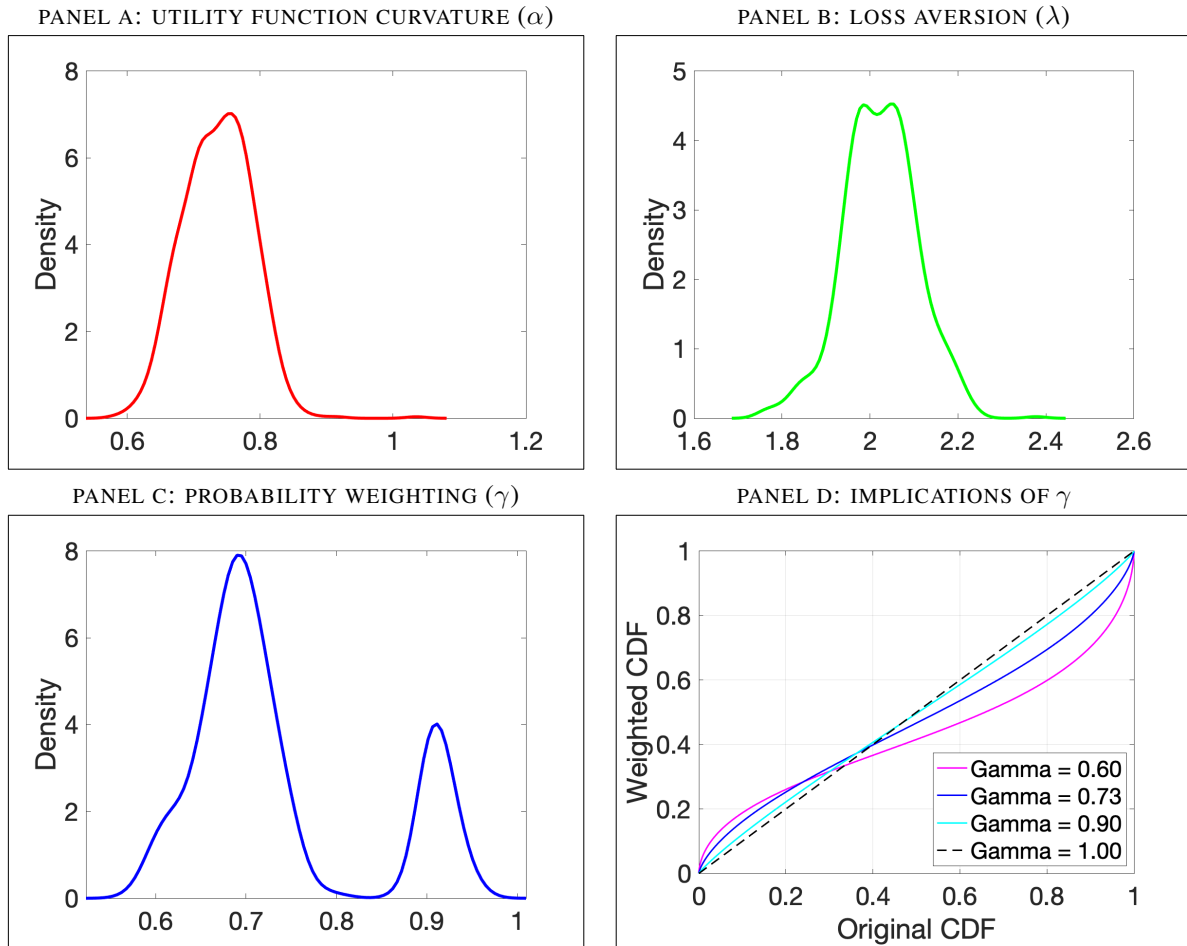 PANEL A: UTILITY FUNCTION CURVATURE (α)
8
6
4
2
0
Density
0.6 0.8 1 1.2
PANEL B: LOSS AVERSION (λ)
5
4
3
2
1
0
Density
1.6 1.8 2 2.2 2.4 2.6
PANEL C: PROBABILITY WEIGHTING (γ)
8
6
4
2
0
Density
0.6 0.7 0.8 0.9 1
PANEL D: IMPLICATIONS OF γ
1
0.8
0.6
0.4
0.2
0
Weighted CDF
Gamma = 0.60
Gamma = 0.73
Gamma = 0.90
Gamma = 1.00
0 0.2 0.4 0.6 0.8 1
Original CDF